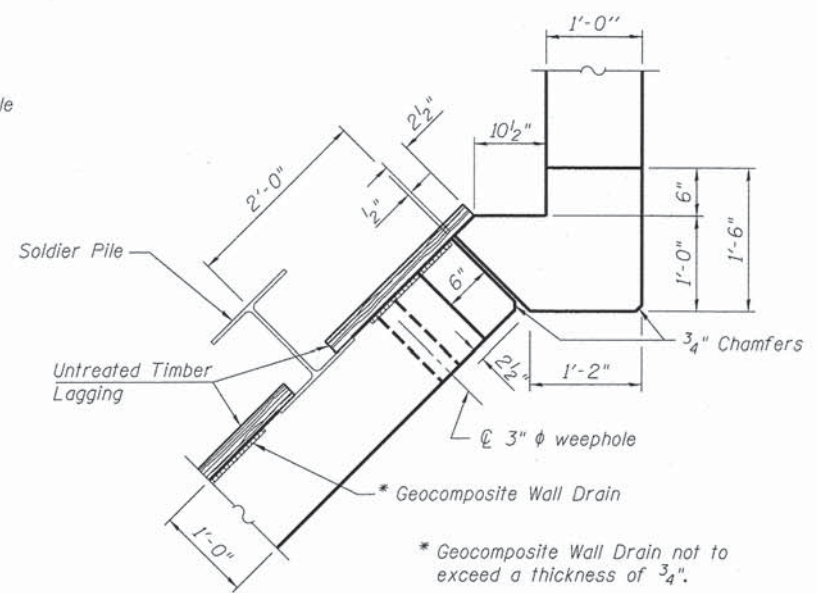 1'-0"
le
10½"
2½"
2'-0"
½"
6"
1'-0"
1'-6"
Soldier Pile
6"
¾" Chamfers
Untreated Timber
Lagging
2½"
1'-2"
℄ 3" ϕ weephole
* Geocomposite Wall Drain
1'-0"
* Geocomposite Wall Drain not to
exceed a thickness of ¾".